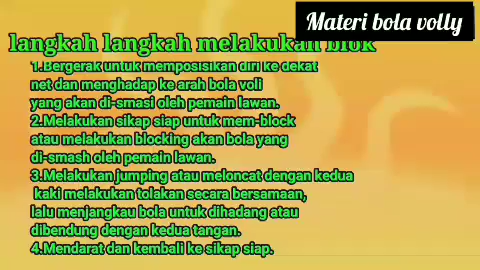 Materi bola volly
langkah langkah melakukan blok
1.Bergerak untuk memposisikan diri ke dekat
net dan menghadap ke arah bola voli
yang akan di-smasi oleh pemain lawan.
2.Melakukan sikap siap untuk mem-block
atau melakukan blocking akan bola yang
di-smash oleh pemain lawan.
3.Melakukan jumping atau meloncat dengan kedua
kaki melakukan tolakan secara bersamaan,
lalu menjangkau bola untuk dihadang atau
dibendung dengan kedua tangan.
4.Mendarat dan kembali ke sikap siap.